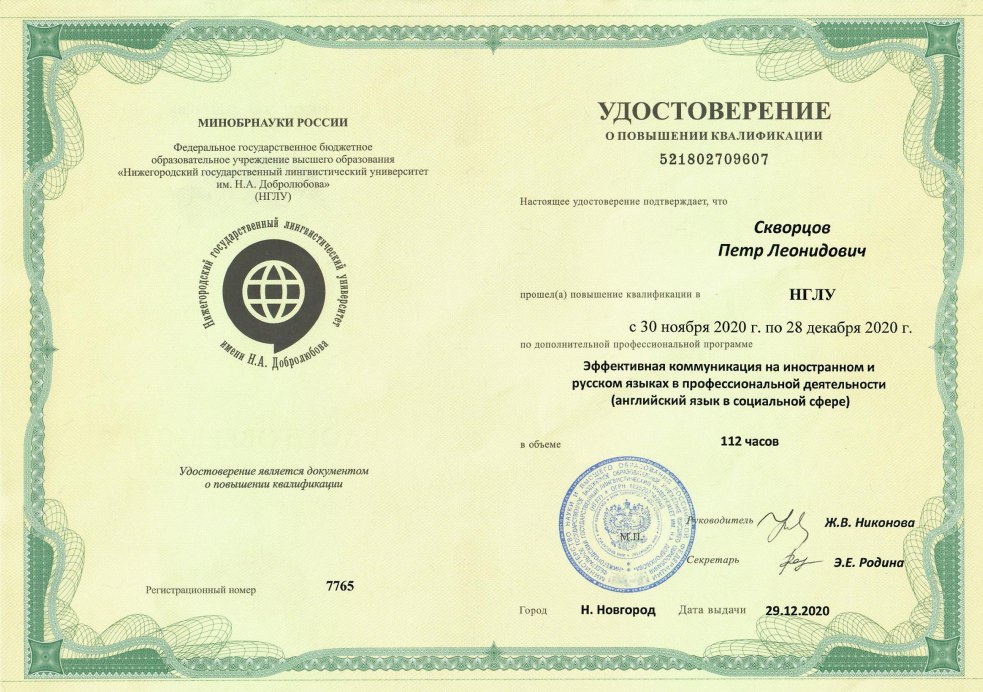 МИНОБРНАУКИ РОССИИ
Федеральное государственное бюджетное
образовательное учреждение высшего образования
«Нижегородский государственный лингвистический университет
им. Н.А. Добролюбова»
(НГЛУ)
Нижегородский государственный лингвистический университет
имени Н.А. Добролюбова
Удостоверение является документом
о повышении квалификации
Регистрационный номер 7765
УДОСТОВЕРЕНИЕ
О ПОВЫШЕНИИ КВАЛИФИКАЦИИ
521802709607
Настоящее удостоверение подтверждает, что
Скворцов
Петр Леонидович
прошел(а) повышение квалификации в НГЛУ
с 30 ноября 2020 г. по 28 декабря 2020 г.
по дополнительной профессиональной программе
Эффективная коммуникация на иностранном и
русском языках в профессиональной деятельности
(английский язык в социальной сфере)
в объеме 112 часов
М.П.
Руководитель Ж.В. Никонова
Секретарь Э.Е. Родина
Город Н. Новгород Дата выдачи 29.12.2020